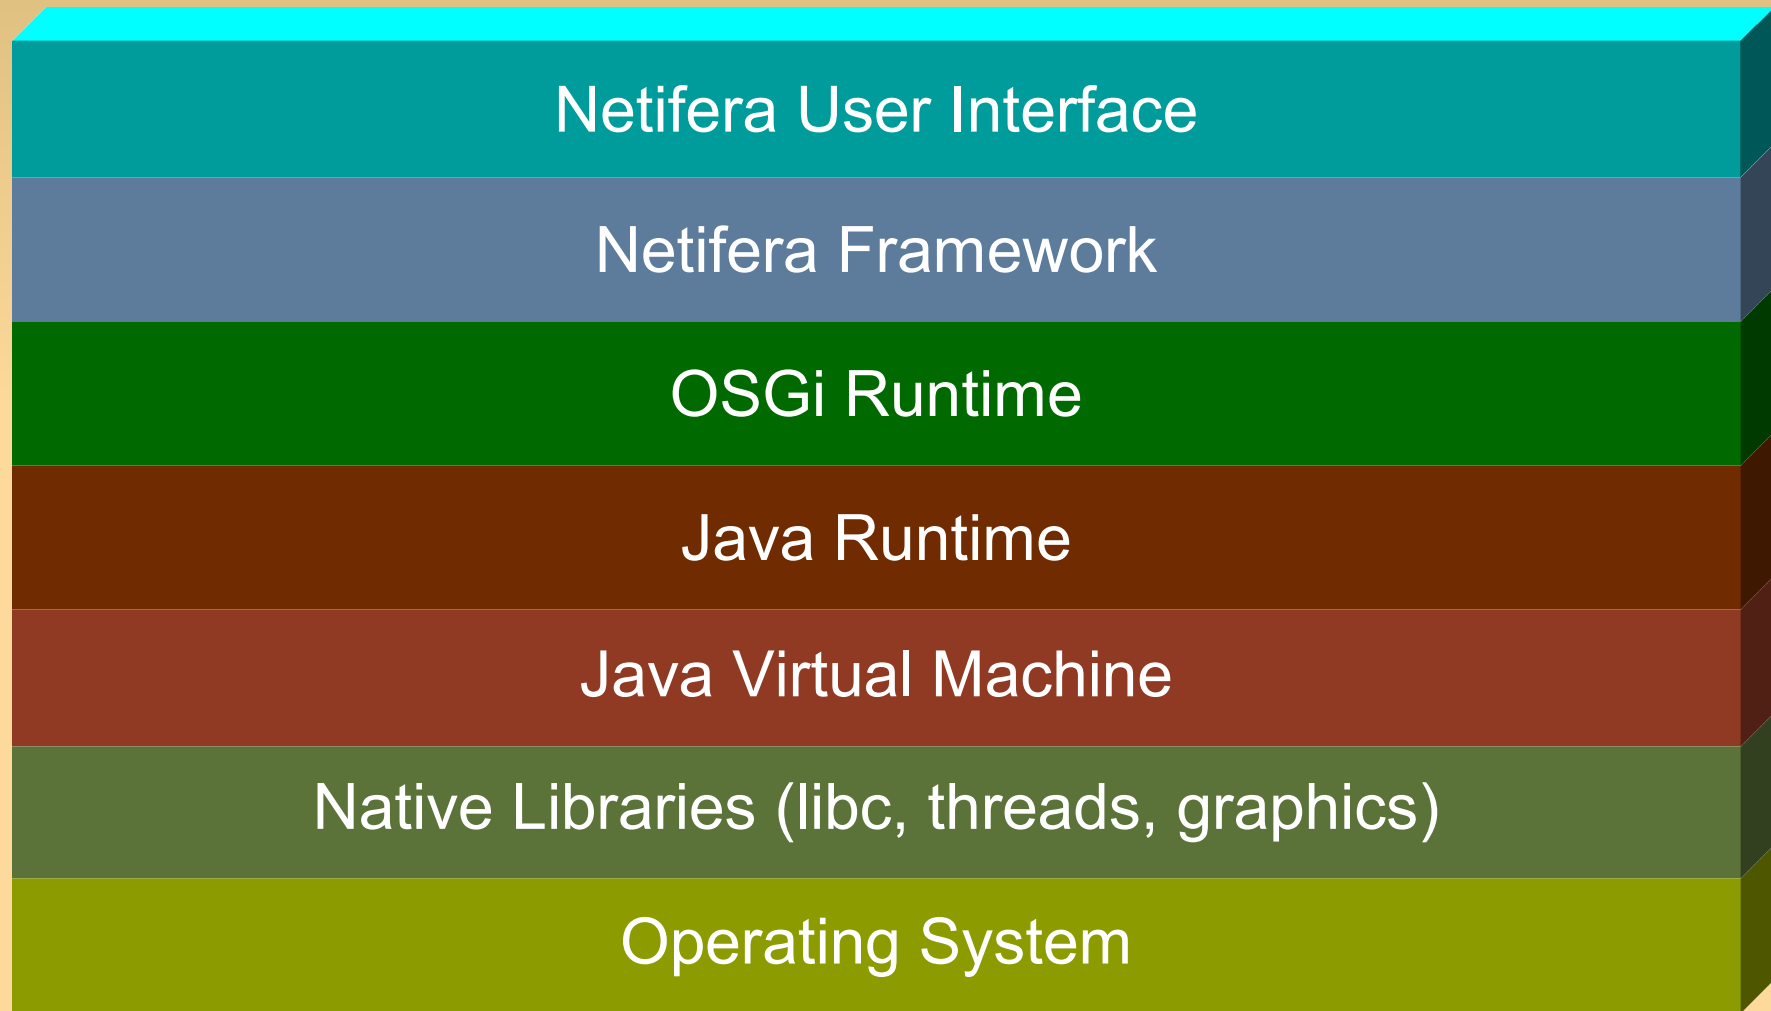 Netifera User Interface
Netifera Framework
OSGi Runtime
Java Runtime
Java Virtual Machine
Native Libraries (libc, threads, graphics)
Operating System